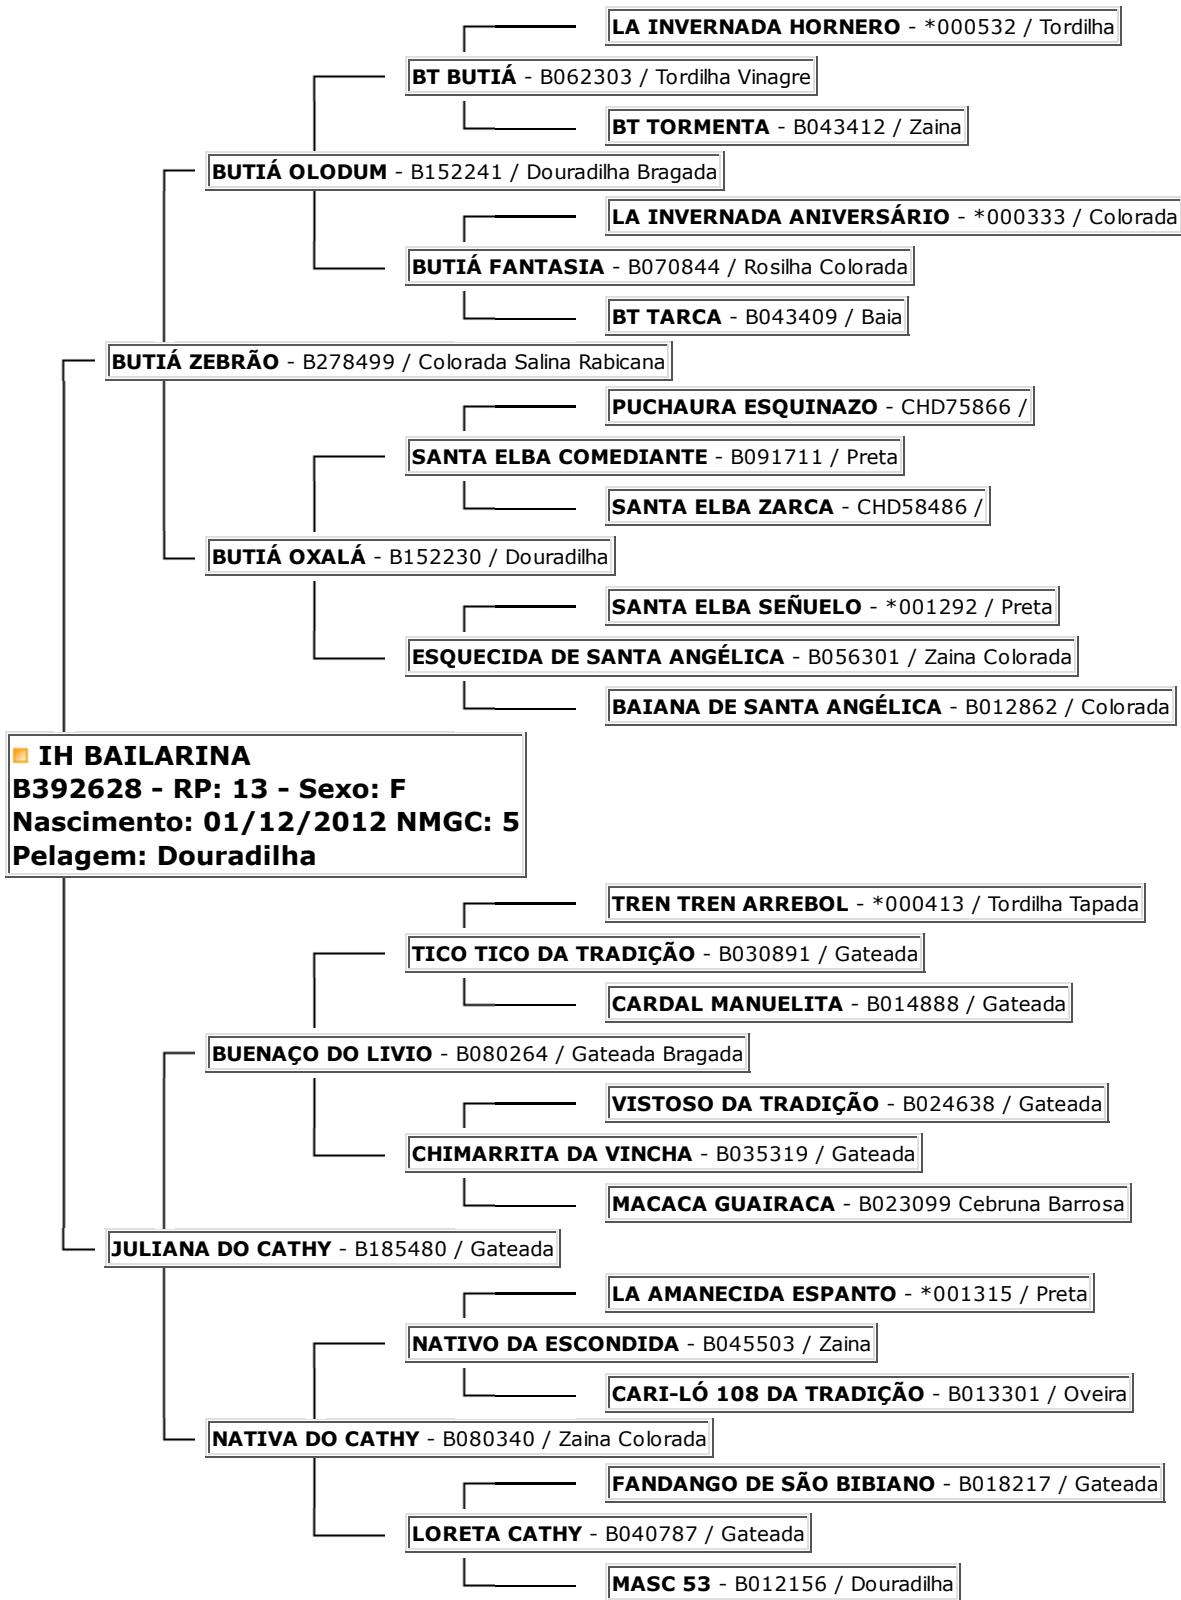 LA INVERNADA HORNERO - *000532 / Tordilha
BT BUTIÁ - B062303 / Tordilha Vinagre
BT TORMENTA - B043412 / Zaina
BUTIÁ OLODUM - B152241 / Douradilha Bragada
LA INVERNADA ANIVERSÁRIO - *000333 / Colorada
BUTIÁ FANTASIA - B070844 / Rosilha Colorada
BT TARCA - B043409 / Baia
BUTIÁ ZEBRÃO - B278499 / Colorada Salina Rabicana
PUCHAURA ESQUINAZO - CHD75866 /
SANTA ELBA COMEDIANTE - B091711 / Preta
SANTA ELBA ZARCA - CHD58486 /
BUTIÁ OXALÁ - B152230 / Douradilha
SANTA ELBA SEÑUELO - *001292 / Preta
ESQUECIDA DE SANTA ANGÉLICA - B056301 / Zaina Colorada
BAIANA DE SANTA ANGÉLICA - B012862 / Colorada
IH BAILARINA
B392628 - RP: 13 - Sexo: F
Nascimento: 01/12/2012 NMGC: 5
Pelagem: Douradilha
TREN TREN ARREBOL - *000413 / Tordilha Tapada
TICO TICO DA TRADIÇÃO - B030891 / Gateada
CARDAL MANUELITA - B014888 / Gateada
BUENAÇO DO LIVIO - B080264 / Gateada Bragada
VISTOSO DA TRADIÇÃO - B024638 / Gateada
CHIMARRITA DA VINCHA - B035319 / Gateada
MACACA GUAIRACA - B023099 Cebruna Barrosa
JULIANA DO CATHY - B185480 / Gateada
LA AMANECIDA ESPANTO - *001315 / Preta
NATIVO DA ESCONDIDA - B045503 / Zaina
CARI-LÓ 108 DA TRADIÇÃO - B013301 / Oveira
NATIVA DO CATHY - B080340 / Zaina Colorada
FANDANGO DE SÃO BIBIANO - B018217 / Gateada
LORETA CATHY - B040787 / Gateada
MASC 53 - B012156 / Douradilha